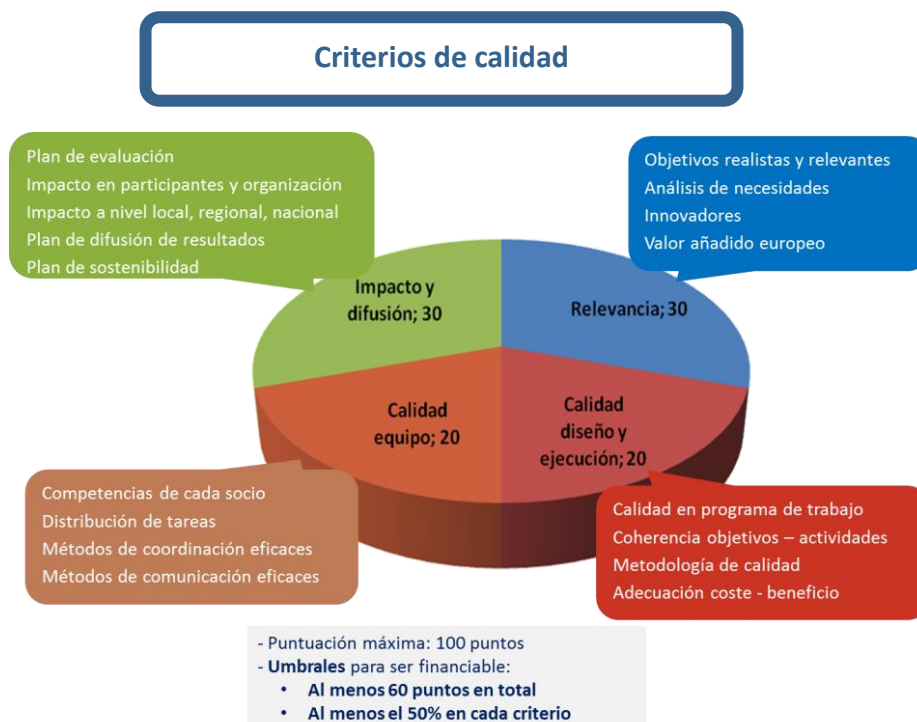 Criterios de calidad
Plan de evaluación
Impacto en participantes y organización
Impacto a nivel local, regional, nacional
Plan de difusión de resultados
Plan de sostenibilidad
Objetivos realistas y relevantes
Análisis de necesidades
Innovadores
Valor añadido europeo
Impacto y
difusión; 30
Relevancia; 30
Calidad
equipo; 20
Calidad
diseño y
ejecución; 20
Competencias de cada socio
Distribución de tareas
Métodos de coordinación eficaces
Métodos de comunicación eficaces
Calidad en programa de trabajo
Coherencia objetivos – actividades
Metodología de calidad
Adecuación coste - beneficio
- Puntuación máxima: 100 puntos
- Umbrales para ser financiable:
• Al menos 60 puntos en total
• Al menos el 50% en cada criterio